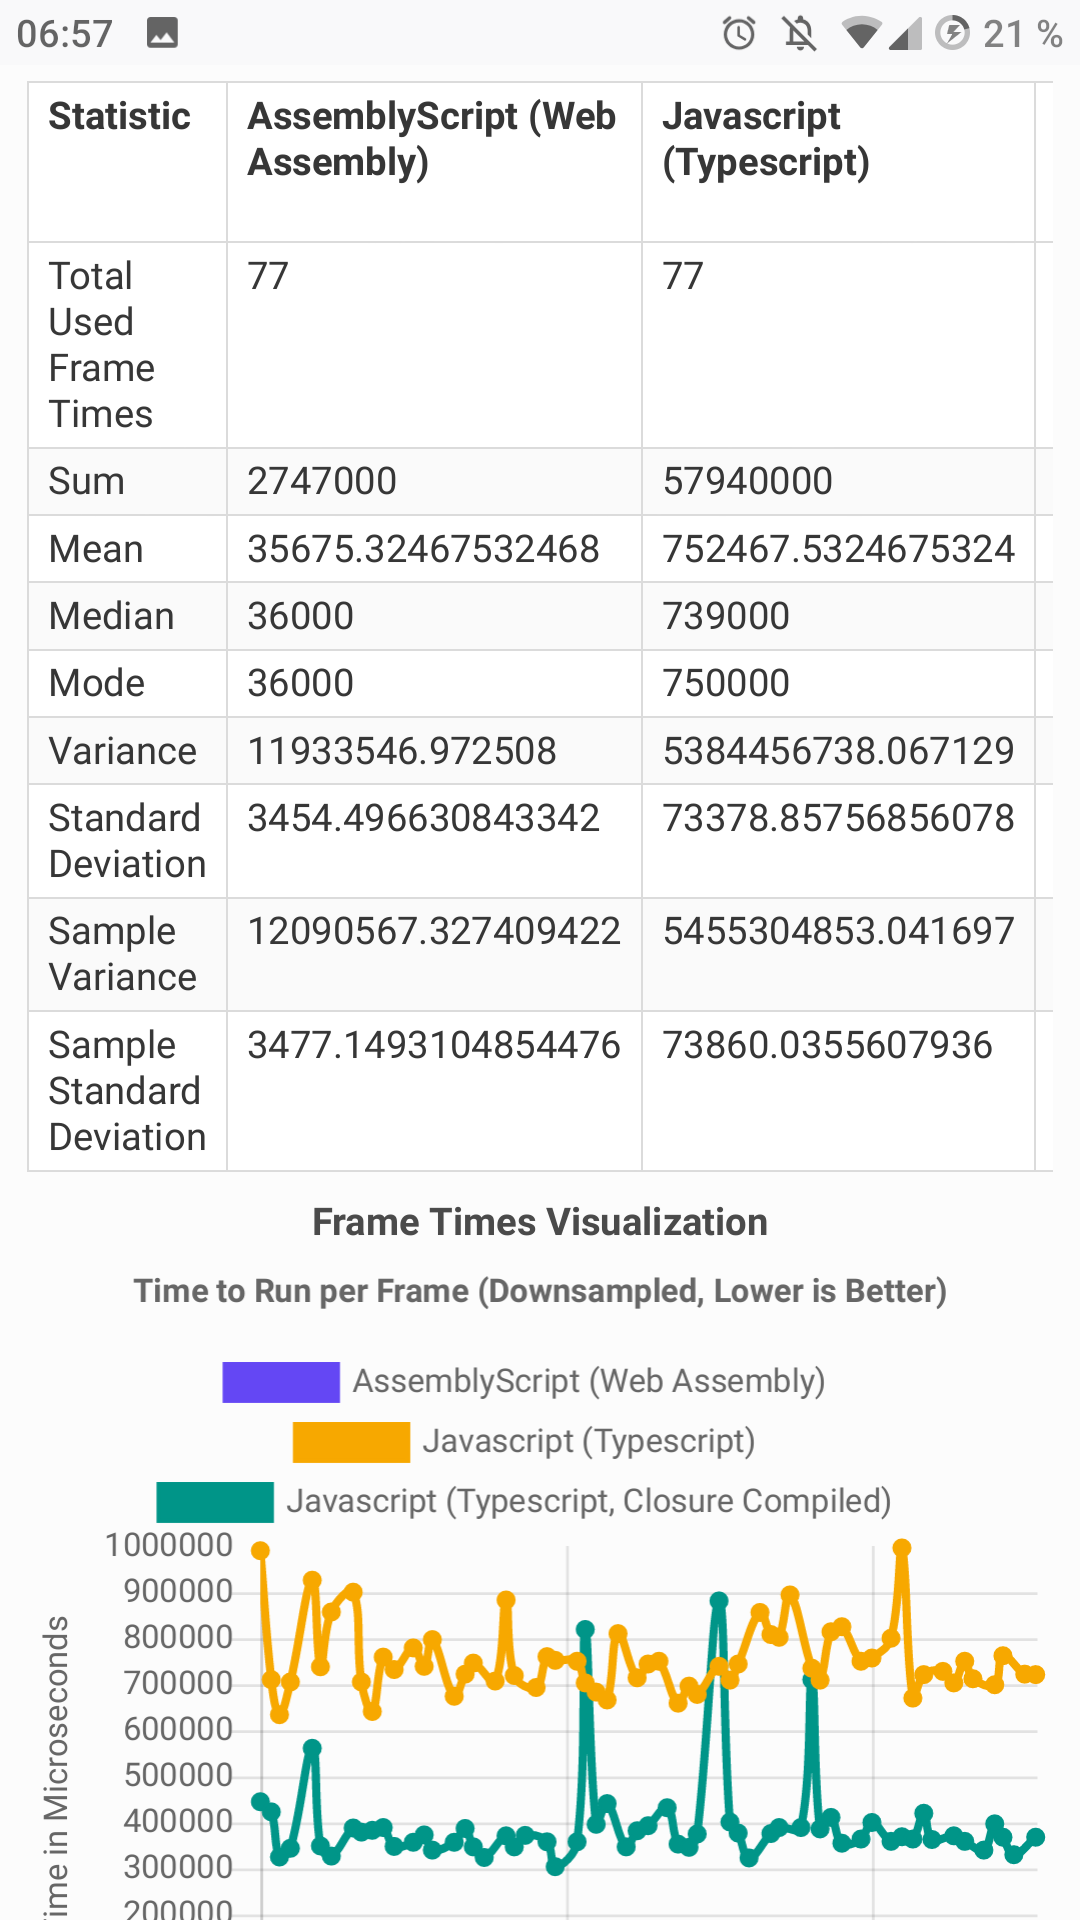 06:57
21 %
Statistic
AssemblyScript (Web
Assembly)
Javascript
(Typescript)
Total
Used
Frame
Times
77
77
Sum
2747000
57940000
Mean
35675.32467532468
752467.5324675324
Median
36000
739000
Mode
36000
750000
Variance
11933546.972508
5384456738.067129
Standard
Deviation
3454.496630843342
73378.85756856078
Sample
Variance
12090567.327409422
5455304853.041697
Sample
Standard
Deviation
3477.1493104854476
73860.0355607936
Frame Times Visualization
Time to Run per Frame (Downsampled, Lower is Better)
AssemblyScript (Web Assembly)
Javascript (Typescript)
Javascript (Typescript, Closure Compiled)
1000000
900000
800000
700000
600000
500000
400000
300000
200000
ime in Microseconds